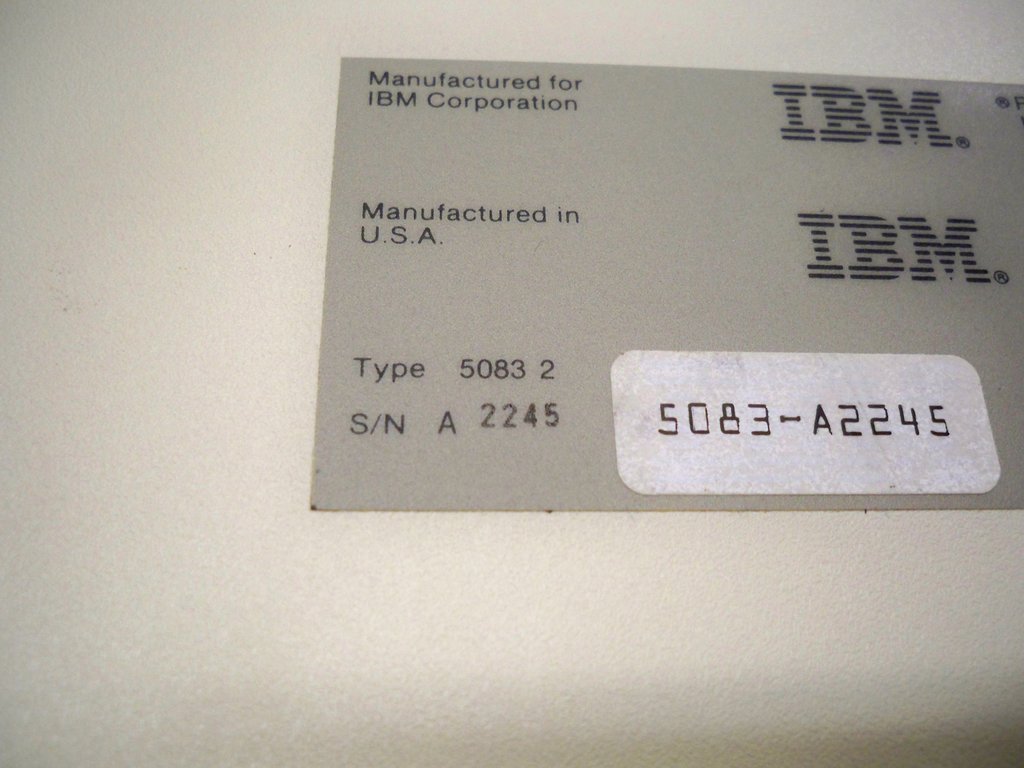 Manufactured for
IBM Corporation
IBM®
®
Manufactured in
U.S.A.
IBM®
Type 5083 2
S/N A 2245
5083-A2245